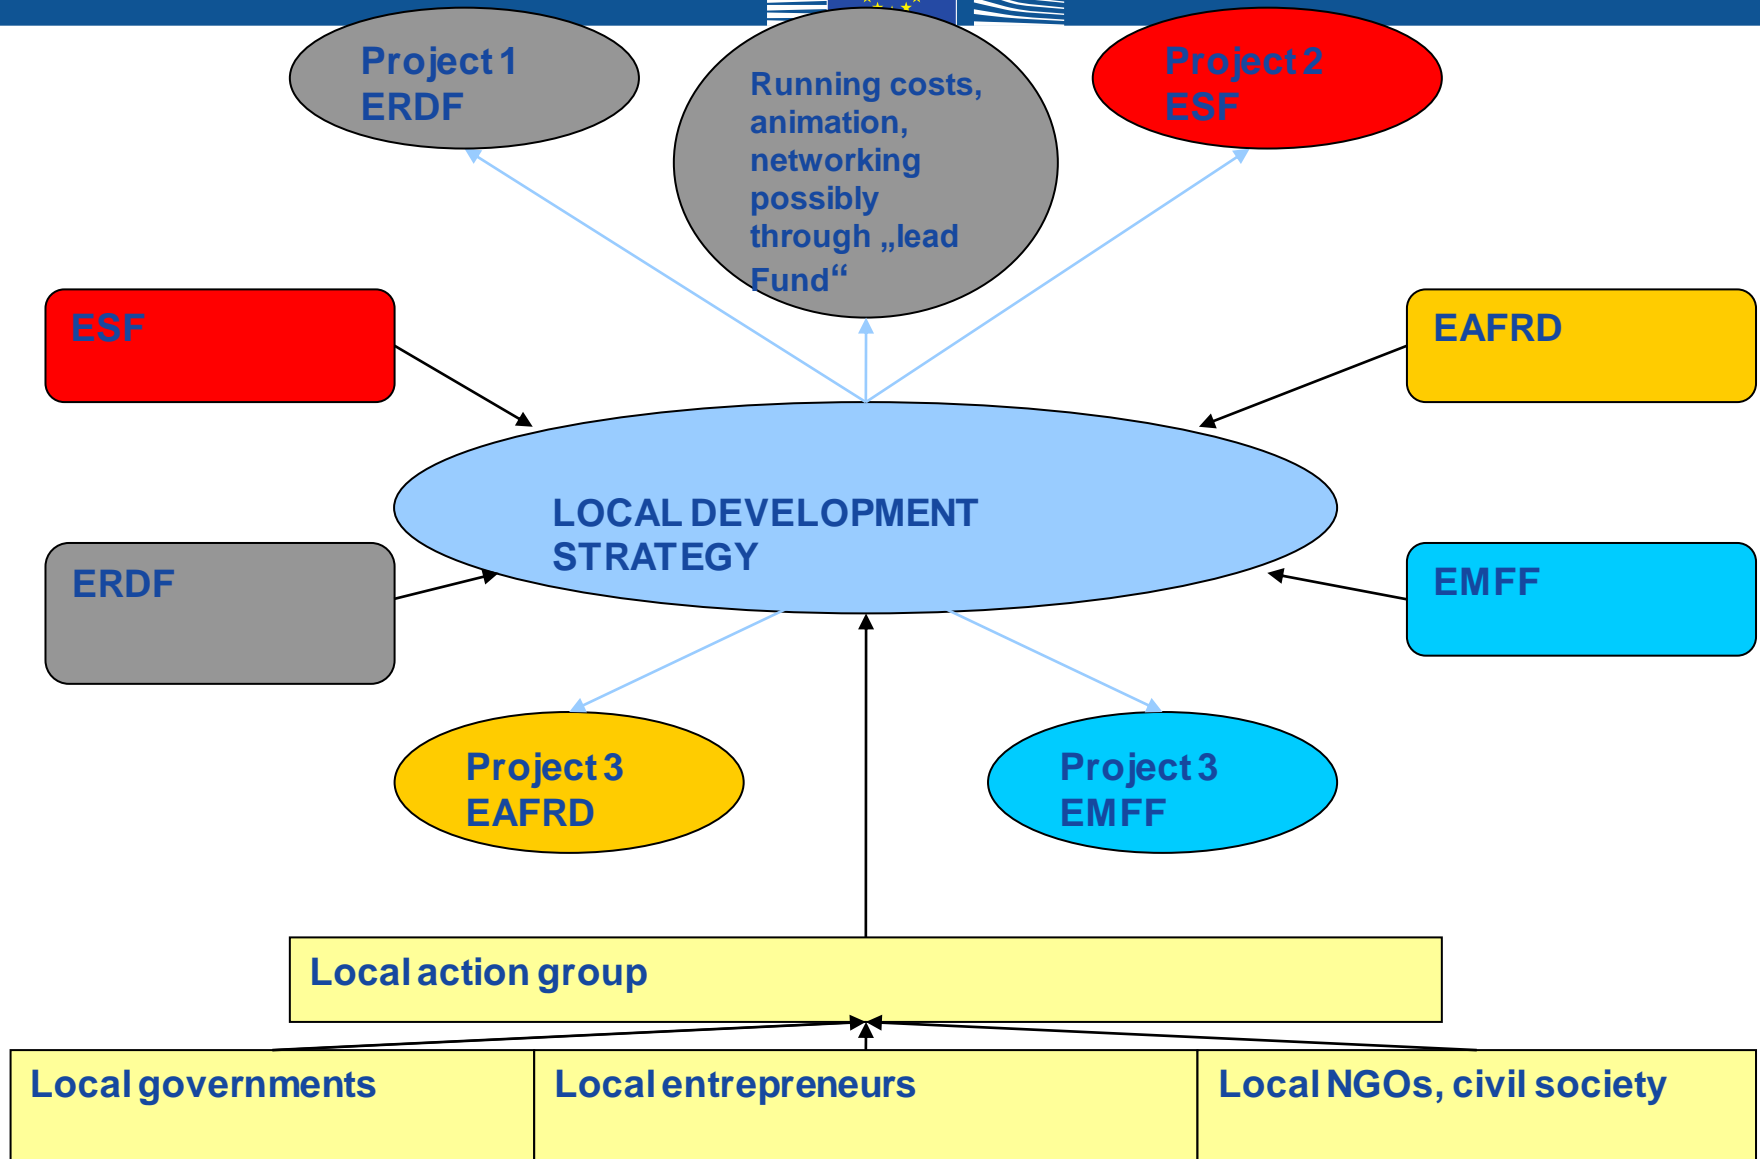 Project 1
ERDF
Running costs,
animation,
networking
possibly
through „lead
Fund“
Project 2
ESF
ESF
EAFRD
LOCAL DEVELOPMENT
STRATEGY
ERDF
EMFF
Project 3
EAFRD
Project 3
EMFF
Local action group
Local governments
Local entrepreneurs
Local NGOs, civil society